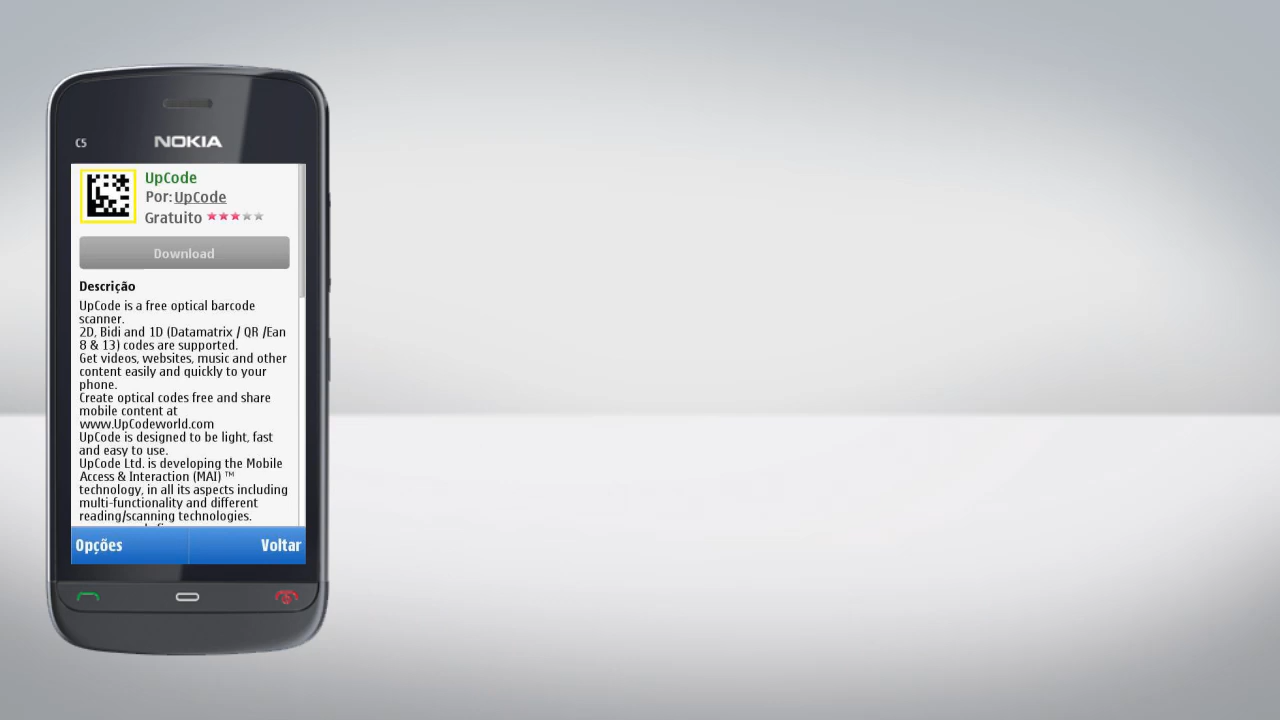 C5
NOKIA
UpCode
Por: UpCode
Gratuito
Download
Descrição
UpCode is a free optical barcode
scanner.
2D, Bidi and 1D (Datamatrix / QR /Ean
8 & 13) codes are supported.
Get videos, websites, music and other
content easily and quickly to your
phone.
Create optical codes free and share
mobile content at
www.UpCodeworld.com
UpCode is designed to be light, fast
and easy to use.
UpCode Ltd. is developing the Mobile
Access & Interaction (MAI) ™
technology, in all its aspects including
multi-functionality and different
reading/scanning technologies.
Opções
Voltar